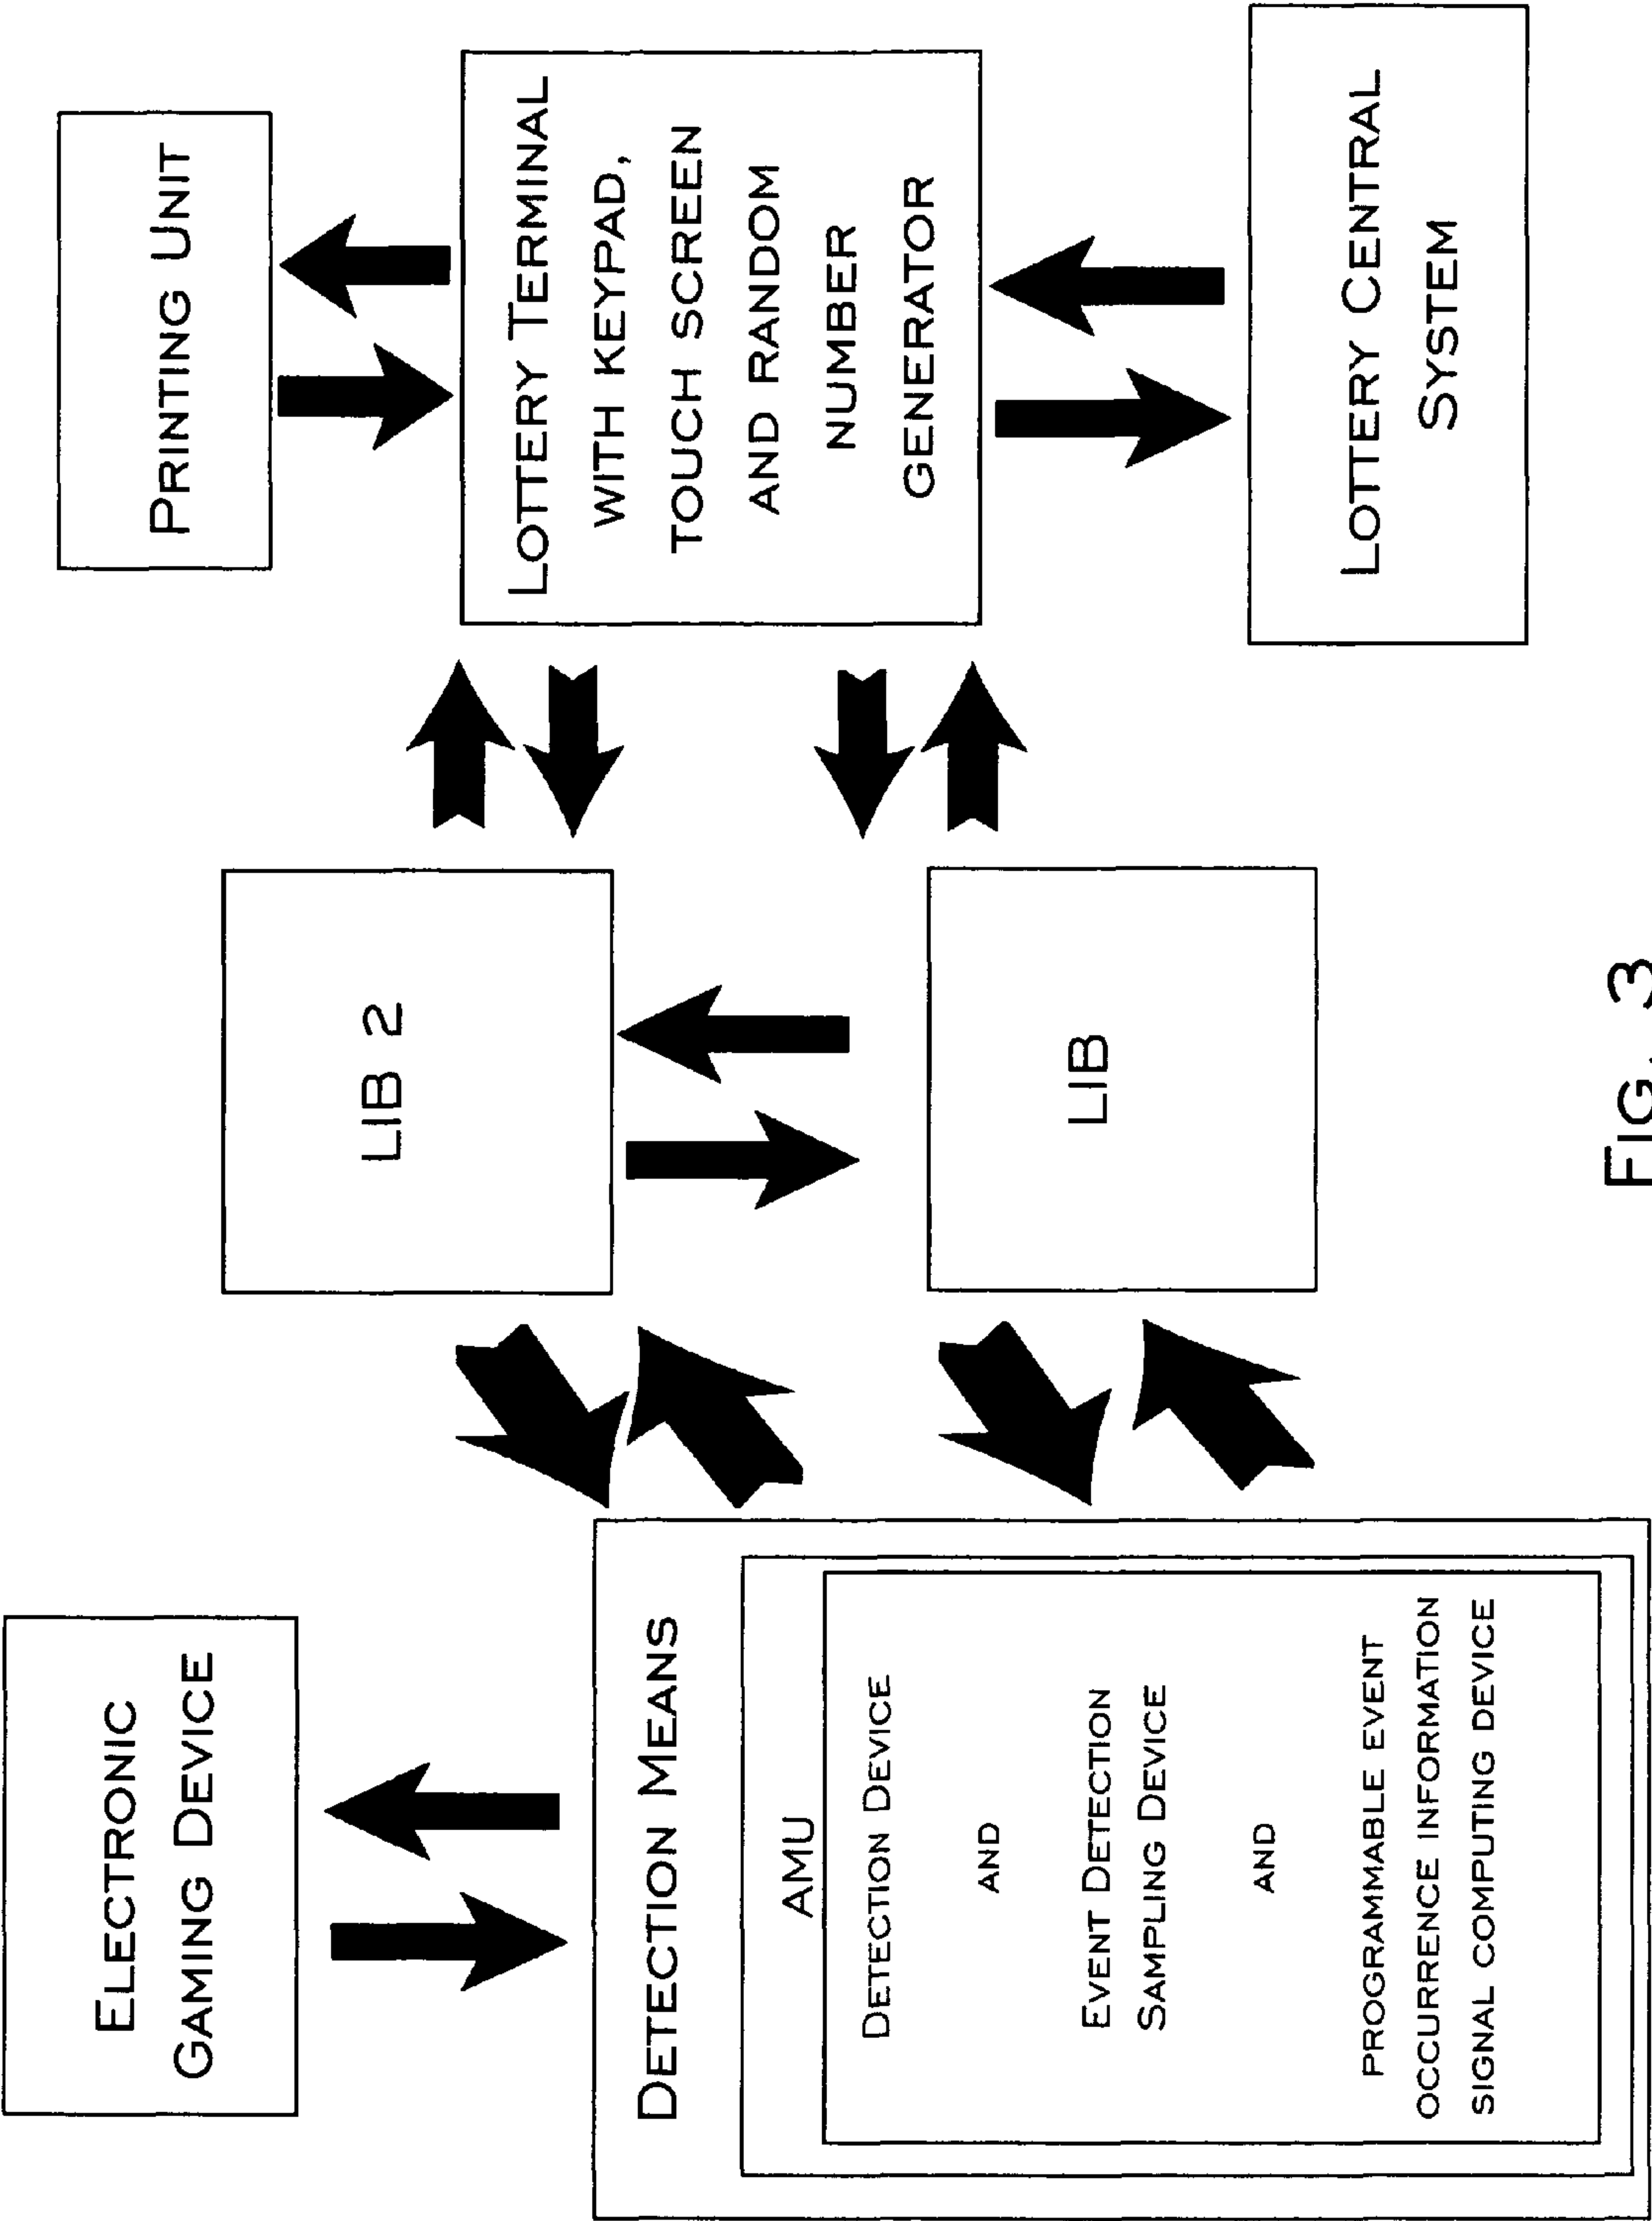 ELECTRONIC
GAMING DEVICE
DETECTION MEANS
AMU
DETECTION DEVICE
AND
EVENT DETECTION
SAMPLING DEVICE
AND
PROGRAMMABLE EVENT
OCCURRENCE INFORMATION
SIGNAL COMPUTING DEVICE
LIB 2
LIB
PRINTING UNIT
LOTTERY TERMINAL
WITH KEYPAD,
TOUCH SCREEN
AND RANDOM
NUMBER
GENERATOR
LOTTERY CENTRAL
SYSTEM
FIG. 3